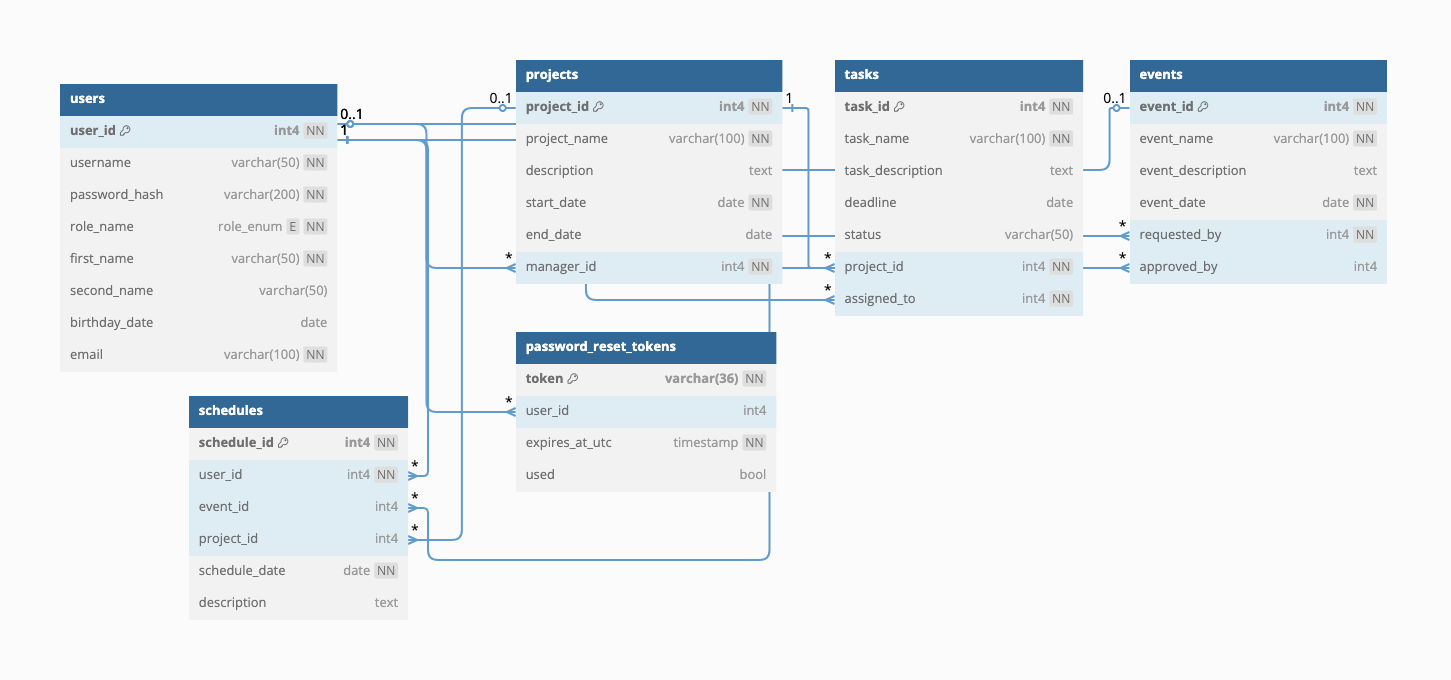 users
user_id int4 NN
username varchar(50) NN
password_hash varchar(200) NN
role_name role_enum E NN
first_name varchar(50) NN
second_name varchar(50)
birthday_date date
email varchar(100) NN
0..1
1
schedules
schedule_id int4 NN
user_id int4 NN
event_id int4
project_id int4
schedule_date date NN
description text
*
*
*
0..1
projects
project_id int4 NN
project_name varchar(100) NN
description text
start_date date NN
end_date date
manager_id int4 NN
*
1
password_reset_tokens
token varchar(36) NN
user_id int4
expires_at_utc timestamp NN
used bool
*
tasks
task_id int4 NN
task_name varchar(100) NN
task_description text
deadline date
status varchar(50)
project_id int4 NN
assigned_to int4 NN
*
*
0..1
events
event_id int4 NN
event_name varchar(100) NN
event_description text
event_date date NN
requested_by int4 NN
approved_by int4
*
*